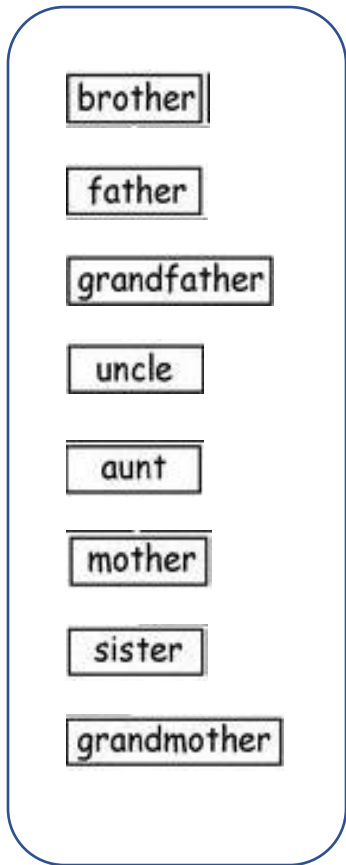 brother
father
grandfather
uncle
aunt
mother
sister
grandmother